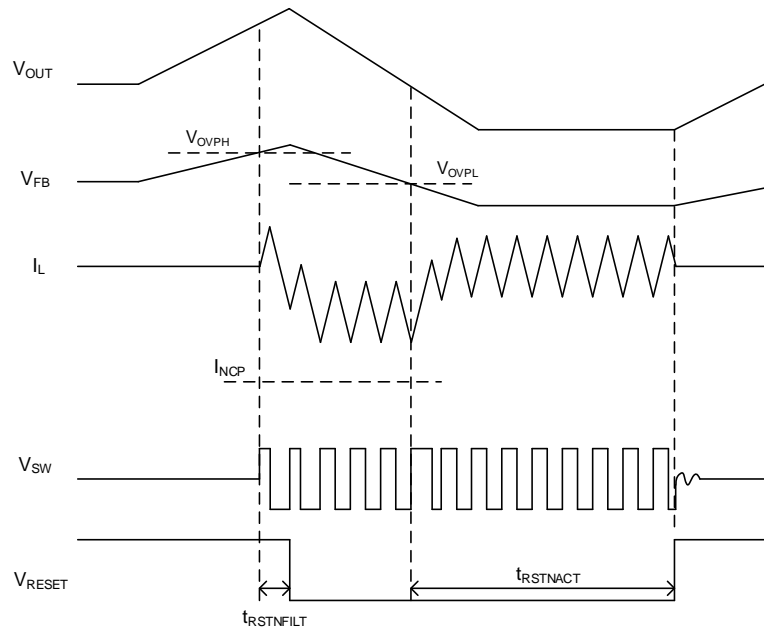 VOUT
VOVPH
VOVPL
VFB
IL
INCP
VSW
tRSTNACT
VRESET
tRSTNFILT